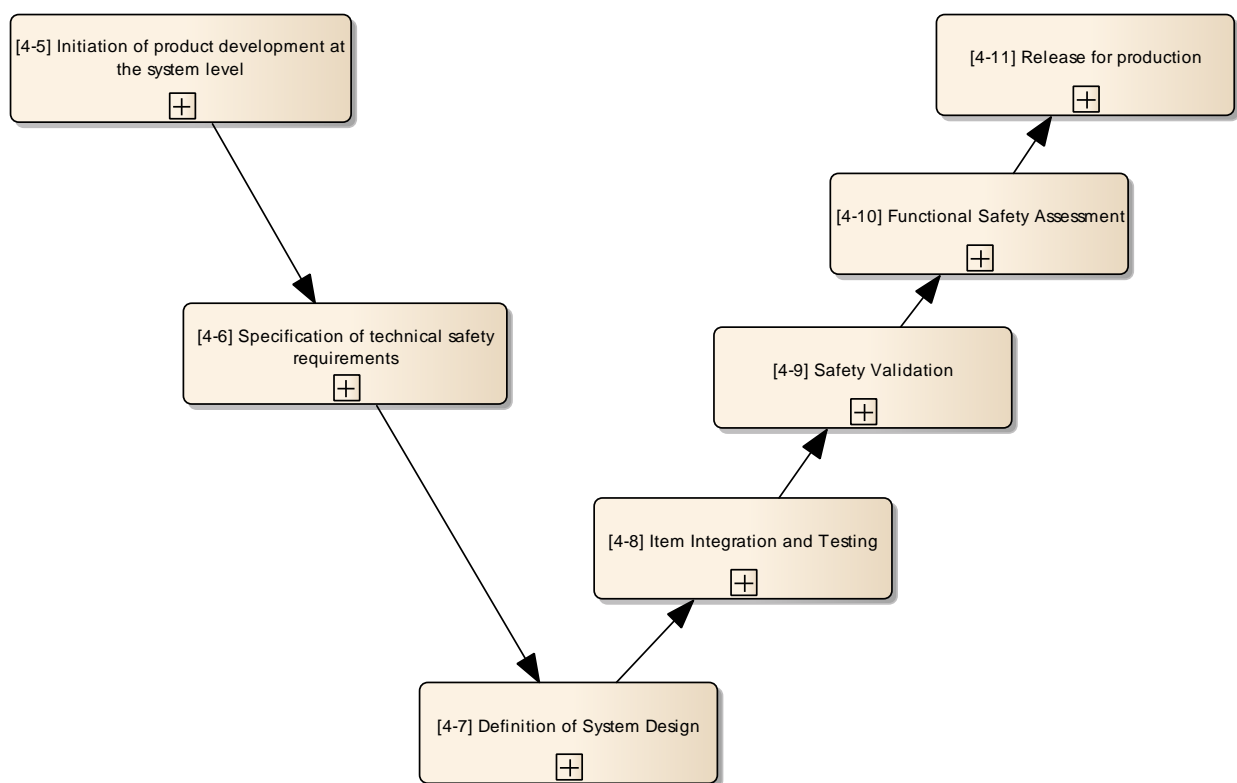 [4-5] Initiation of product development at
the system level
[4-11] Release for production
[4-10] Functional Safety Assessment
[4-6] Specification of technical safety
requirements
[4-9] Safety Validation
[4-8] Item Integration and Testing
[4-7] Definition of System Design